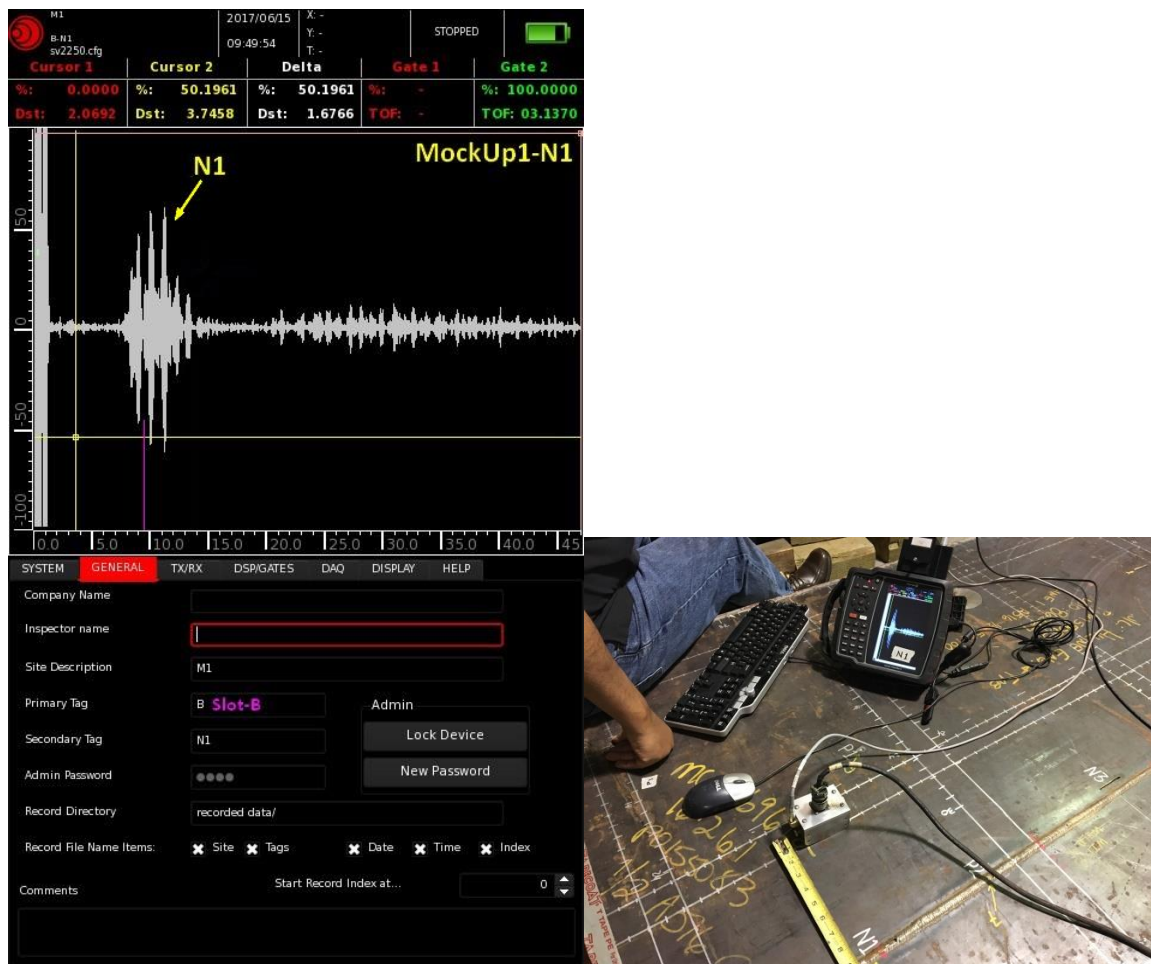 M1
B-N1
sv2250.cfg
2017/06/15
09:49:54
X: -
Y: -
T: -
STOPPED
Cursor 1 Cursor 2 Delta Gate 1 Gate 2
%: 0.0000 %: 50.1961 %: 50.1961 %: - %: 100.0000
Dst: 2.0692 Dst: 3.7458 Dst: 1.6766 TOF: - TOF: 03.1370
MockUp1-N1
N1
50
0
-50
-100
0.0 5.0 10.0 15.0 20.0 25.0 30.0 35.0 40.0 45
SYSTEM GENERAL TX/RX DSP/GATES DAQ DISPLAY HELP
Company Name
Inspector name
Site Description M1
Primary Tag B Slot-B
Secondary Tag N1
Admin Password
Admin
Lock Device
New Password
Record Directory recorded data/
Record File Name Items: Site Tags Date Time Index
Start Record Index at... 0
Comments
N1
N3
N1